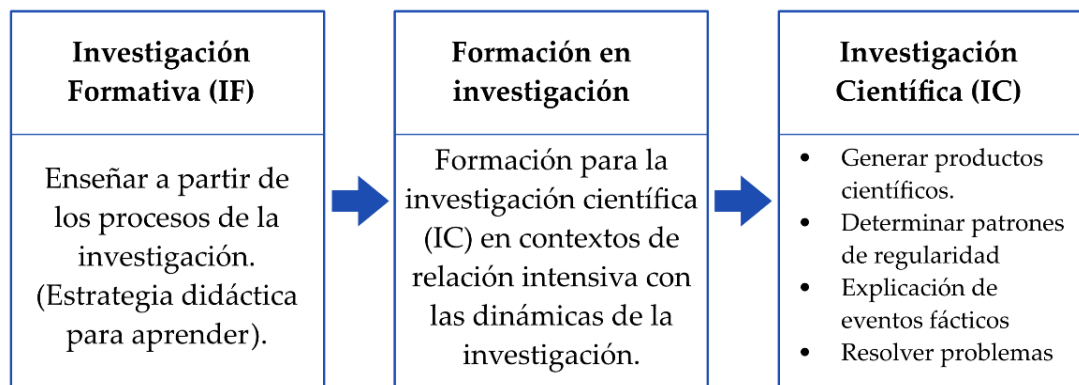 Investigación
Formativa (IF)
Enseñar a partir de
los procesos de la
investigación.
(Estrategia didáctica
para aprender).
Formación en
investigación
Formación para la
investigación científica
(IC) en contextos de
relación intensiva con
las dinámicas de la
investigación.
Investigación
Científica (IC)
• Generar productos
científicos.
• Determinar patrones
de regularidad
• Explicación de
eventos fácticos
• Resolver problemas